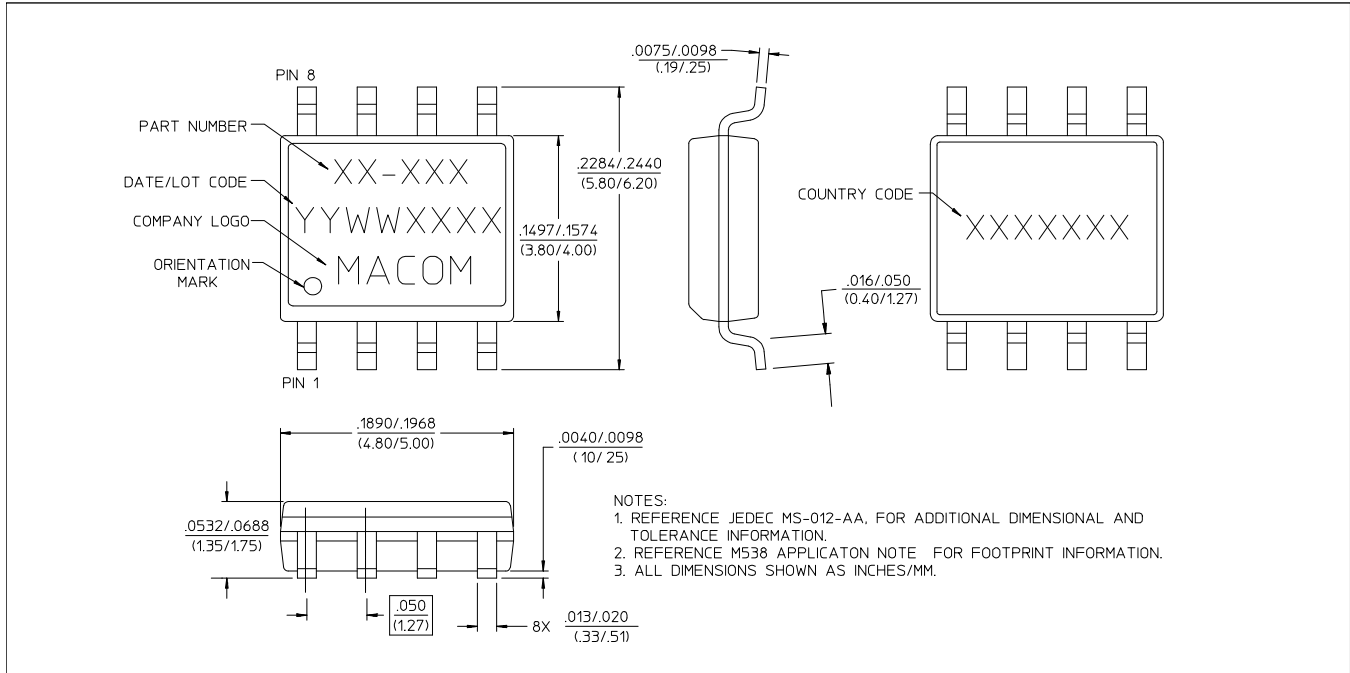 PIN 8
PART NUMBER
XX-XXX
DATE/LOT CODE
YYWWXXXX
COMPANY LOGO
MACOM
ORIENTATION
MARK
PIN 1
.2284/.2440
(5.80/6.20)
.1497/.1574
(3.80/4.00)
.0075/.0098
(.19/.25)
.016/.050
(0.40/1.27)
COUNTRY CODE
XXXXXXX
.1890/.1968
(4.80/5.00)
.0040/.0098
( 10/ 25)
.0532/.0688
(1.35/1.75)
.050
(1.27)
8X
.013/.020
(.33/.51)
NOTES:
1. REFERENCE JEDEC MS-012-AA, FOR ADDITIONAL DIMENSIONAL AND
TOLERANCE INFORMATION.
2. REFERENCE M538 APPLICATON NOTE FOR FOOTPRINT INFORMATION.
3. ALL DIMENSIONS SHOWN AS INCHES/MM.